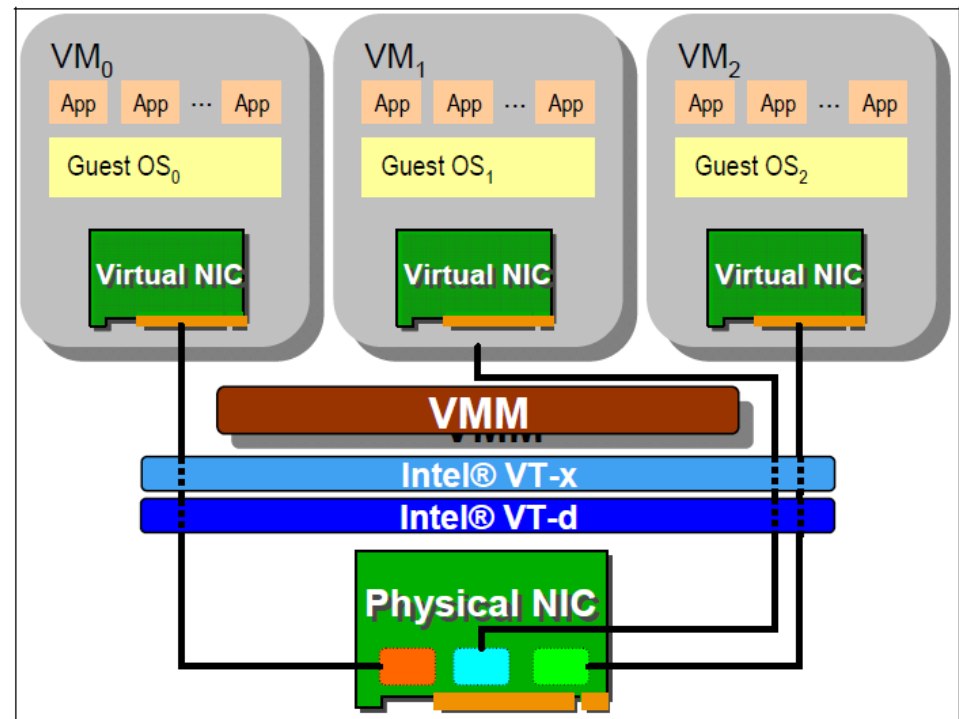 VM₀ VM₁ VM₂
App App ... App App App ... App App App ... App
Guest OS₀ Guest OS₁ Guest OS₂
Virtual NIC Virtual NIC Virtual NIC
VMM
Intel® VT-x
Intel® VT-d
Physical NIC